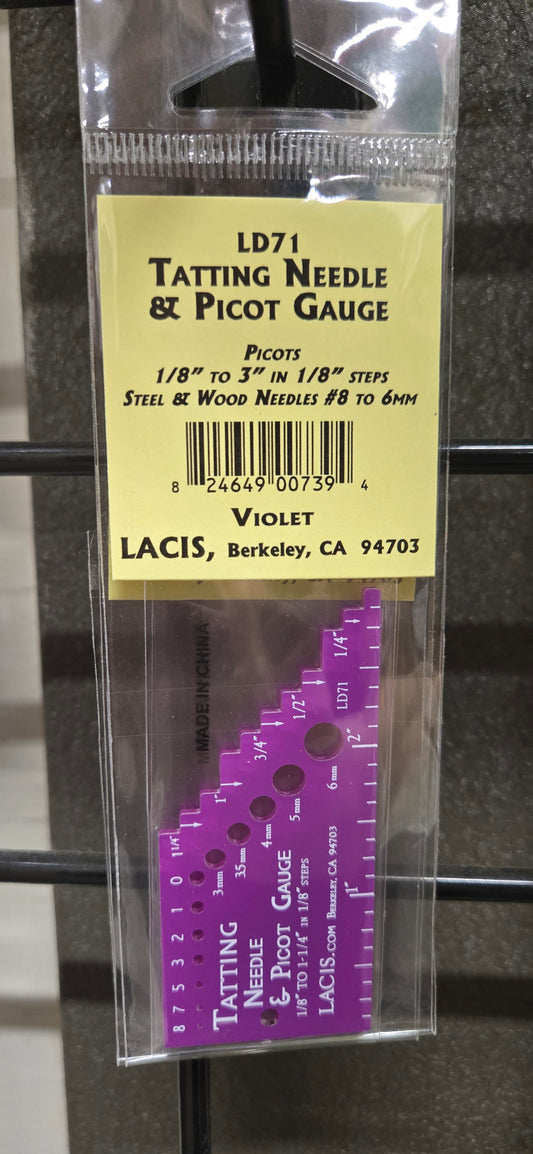 LD71
TATTING NEEDLE
& PICOT GAUGE
PICOTS
1/8" TO 3" IN 1/8" STEPS
STEEL & WOOD NEEDLES #8 TO 6MM
8 24649 00739 4
VIOLET
LACIS, Berkeley, CA 94703
MADE IN CHINA
1/4"
1/2"
3/4"
1"
1 1/4"
LD71
2"
1"
6 mm
5 mm
4 mm
3.5 mm
3 mm
8 7 5 3 2 1 0
TATTING
NEEDLE
& PICOT GAUGE
1/8" TO 1-1/4" IN 1/8" STEPS
LACIS.COM BERKELEY, CA 94703